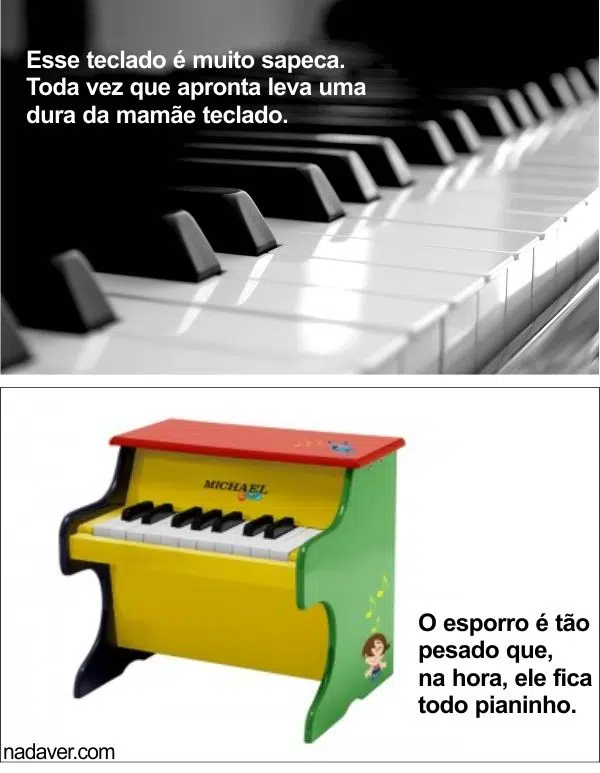 Esse teclado é muito sapeca.
Toda vez que apronta leva uma
dura da mamãe teclado.
MICHAEL
O esporro é tão
pesado que,
na hora, ele fica
todo pianinho.
nadaver.com